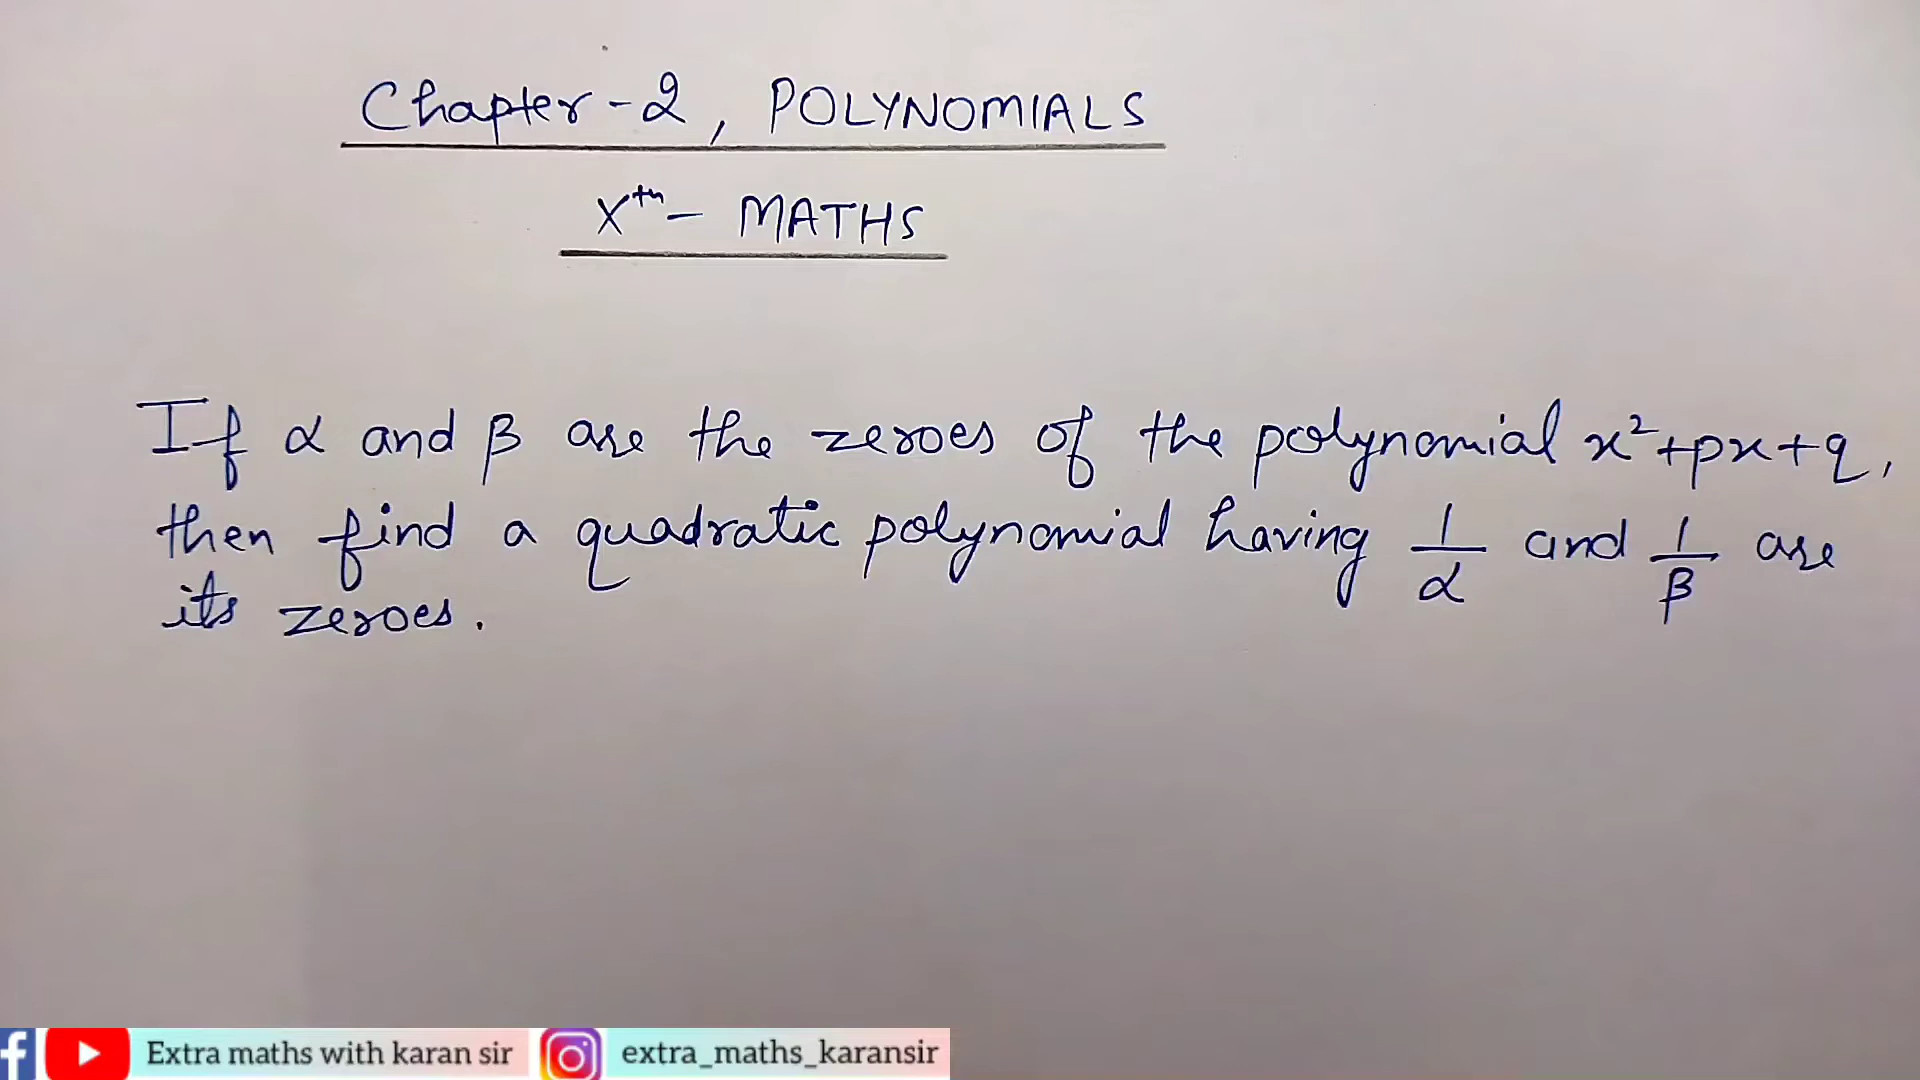 Chapter-2, POLYNOMIALS
Xth- MATHS
If α and β are the zeroes of the polynomial x²+px+q,
then find a quadratic polynomial having 1/α and 1/β are
its zeroes.
Extra maths with karan sir extra_maths_karansir